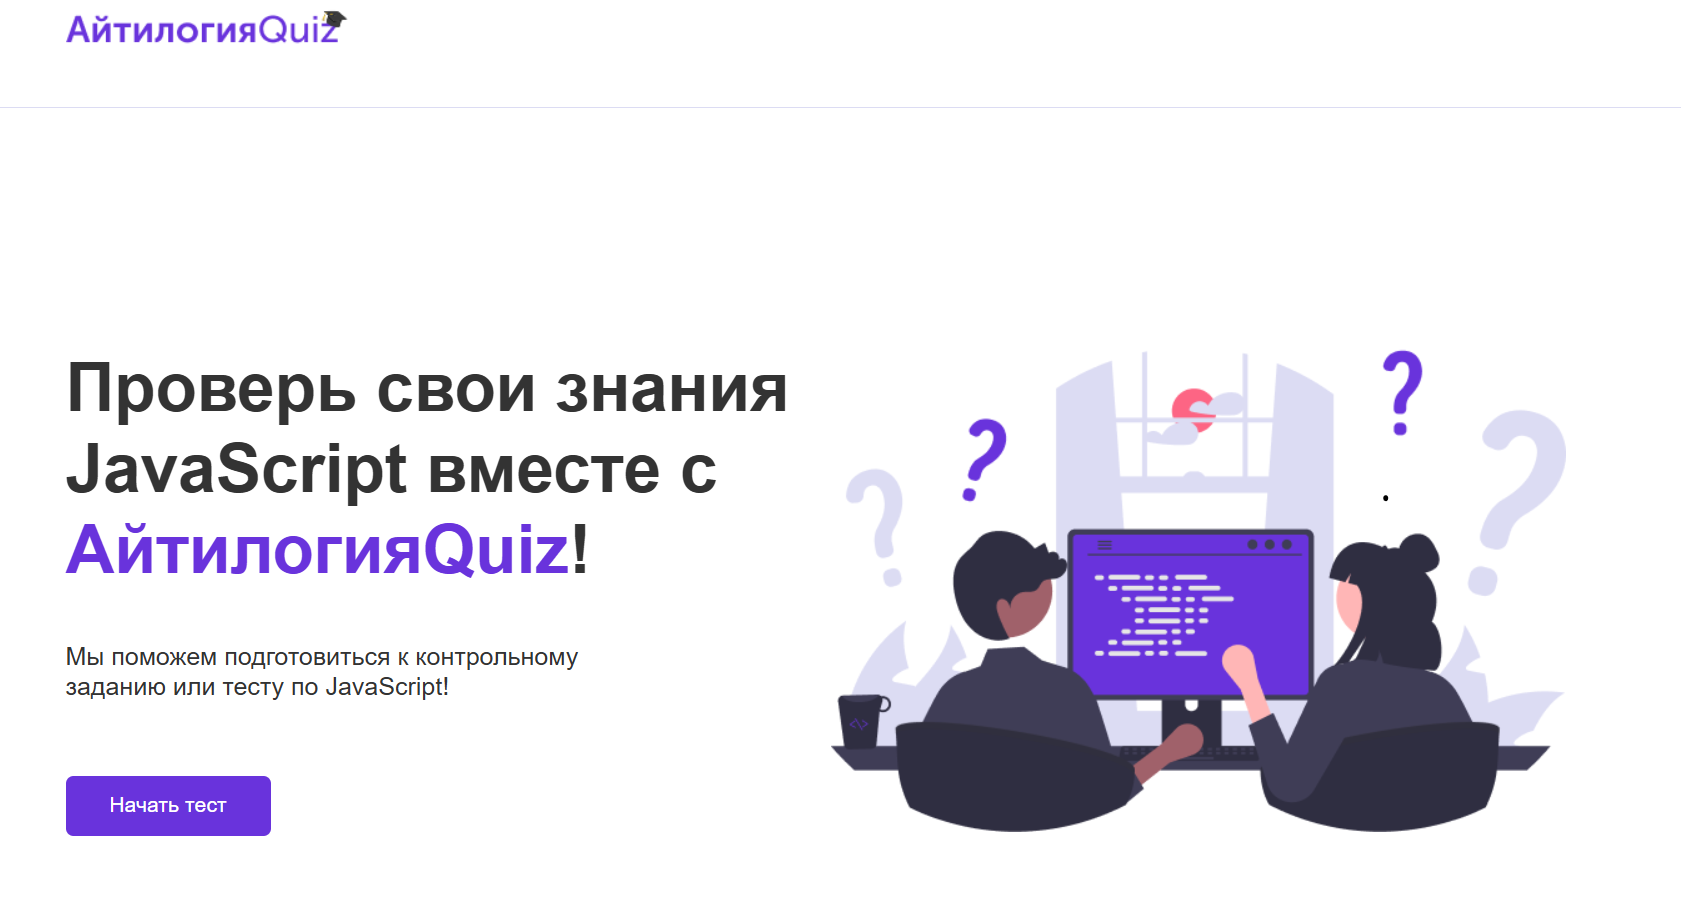 АйтилогияQuiz
Проверь свои знания
JavaScript вместе с
АйтилогияQuiz!
Мы поможем подготовиться к контрольному
заданию или тесту по JavaScript!
Начать тест